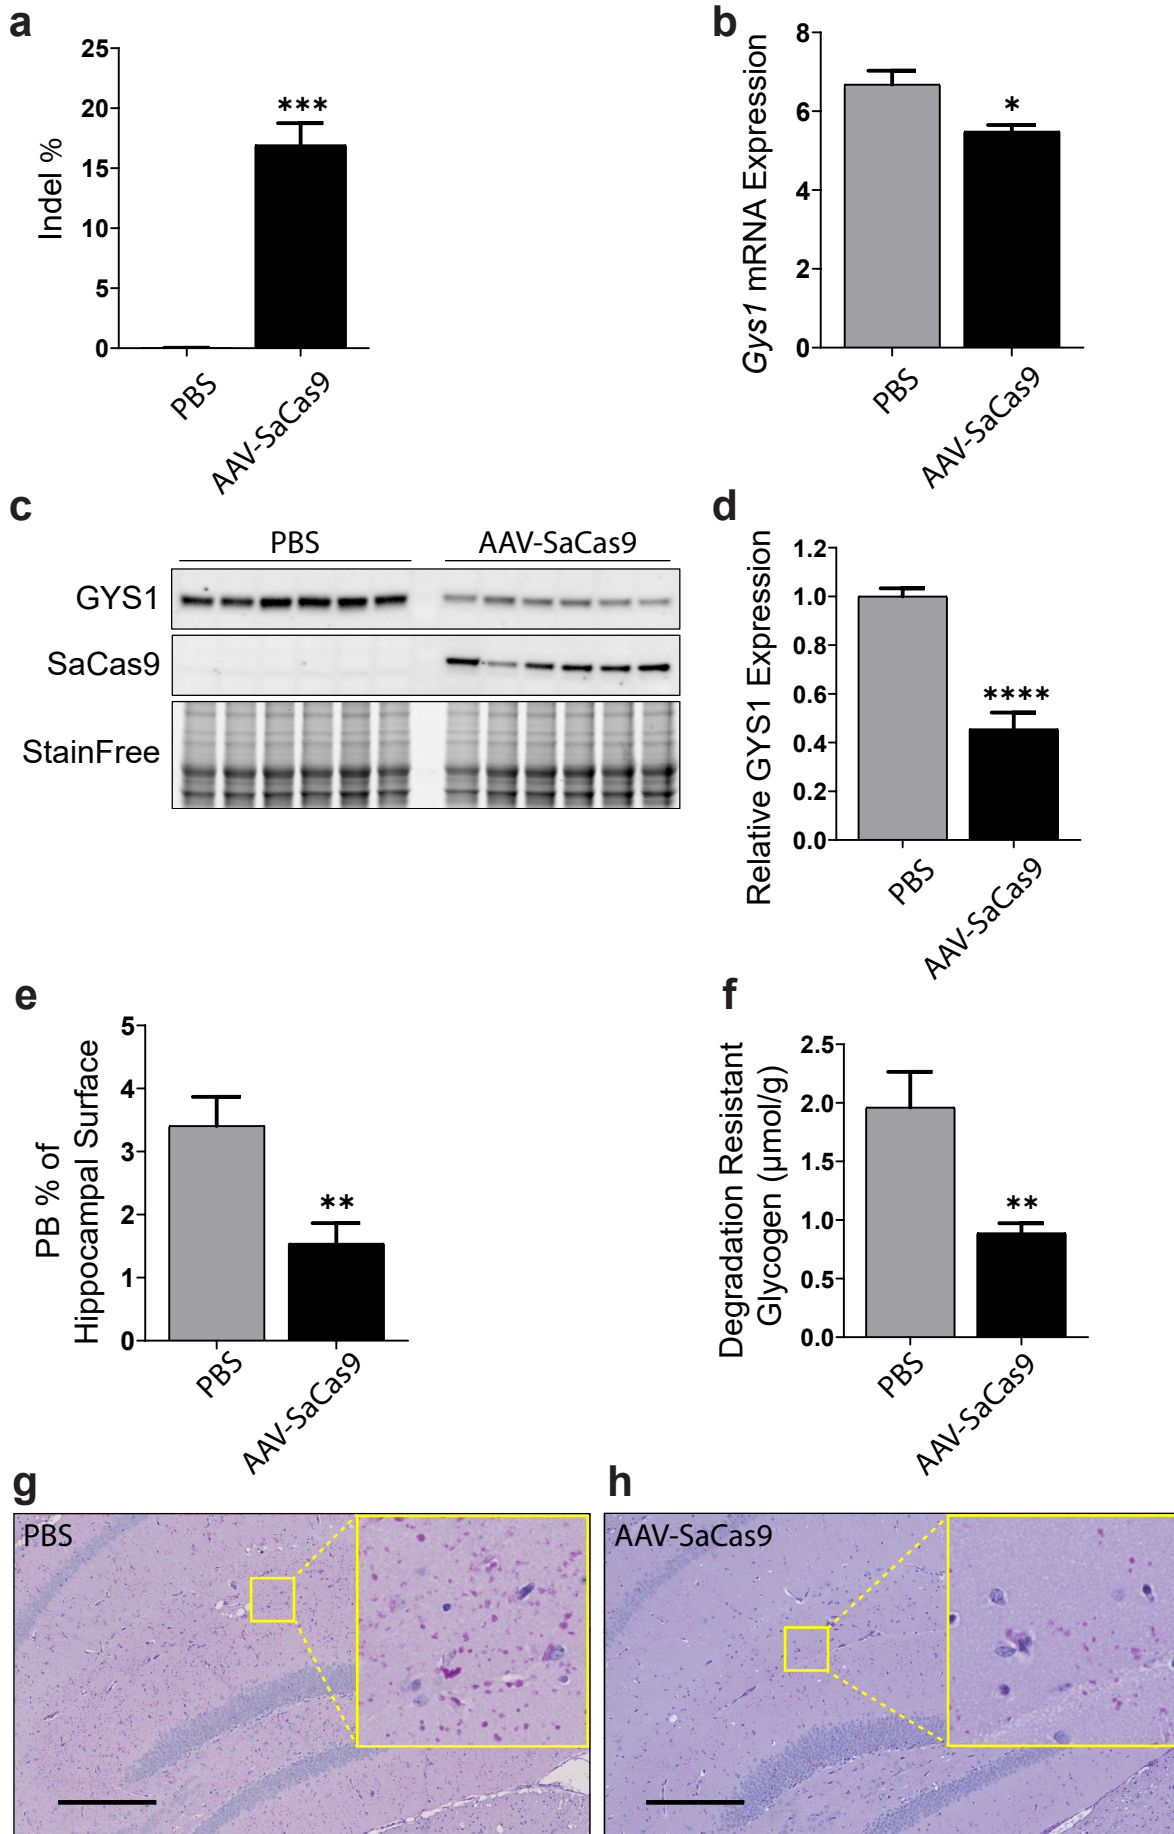 a
25
20
15
10
5
0
Indel %
***
PBS
AAV-SaCas9
b
8
6
4
2
0
Gys1 mRNA Expression
*
PBS
AAV-SaCas9
c
PBS
AAV-SaCas9
GYS1
SaCas9
StainFree
d
1.2
1.0
0.8
0.6
0.4
0.2
0.0
Relative GYS1 Expression
****
PBS
AAV-SaCas9
e
5
4
3
2
1
0
PB % of
Hippocampal Surface
**
PBS
AAV-SaCas9
f
2.5
2.0
1.5
1.0
0.5
0.0
Degradation Resistant
Glycogen (µmol/g)
**
PBS
AAV-SaCas9
g
PBS
h
AAV-SaCas9